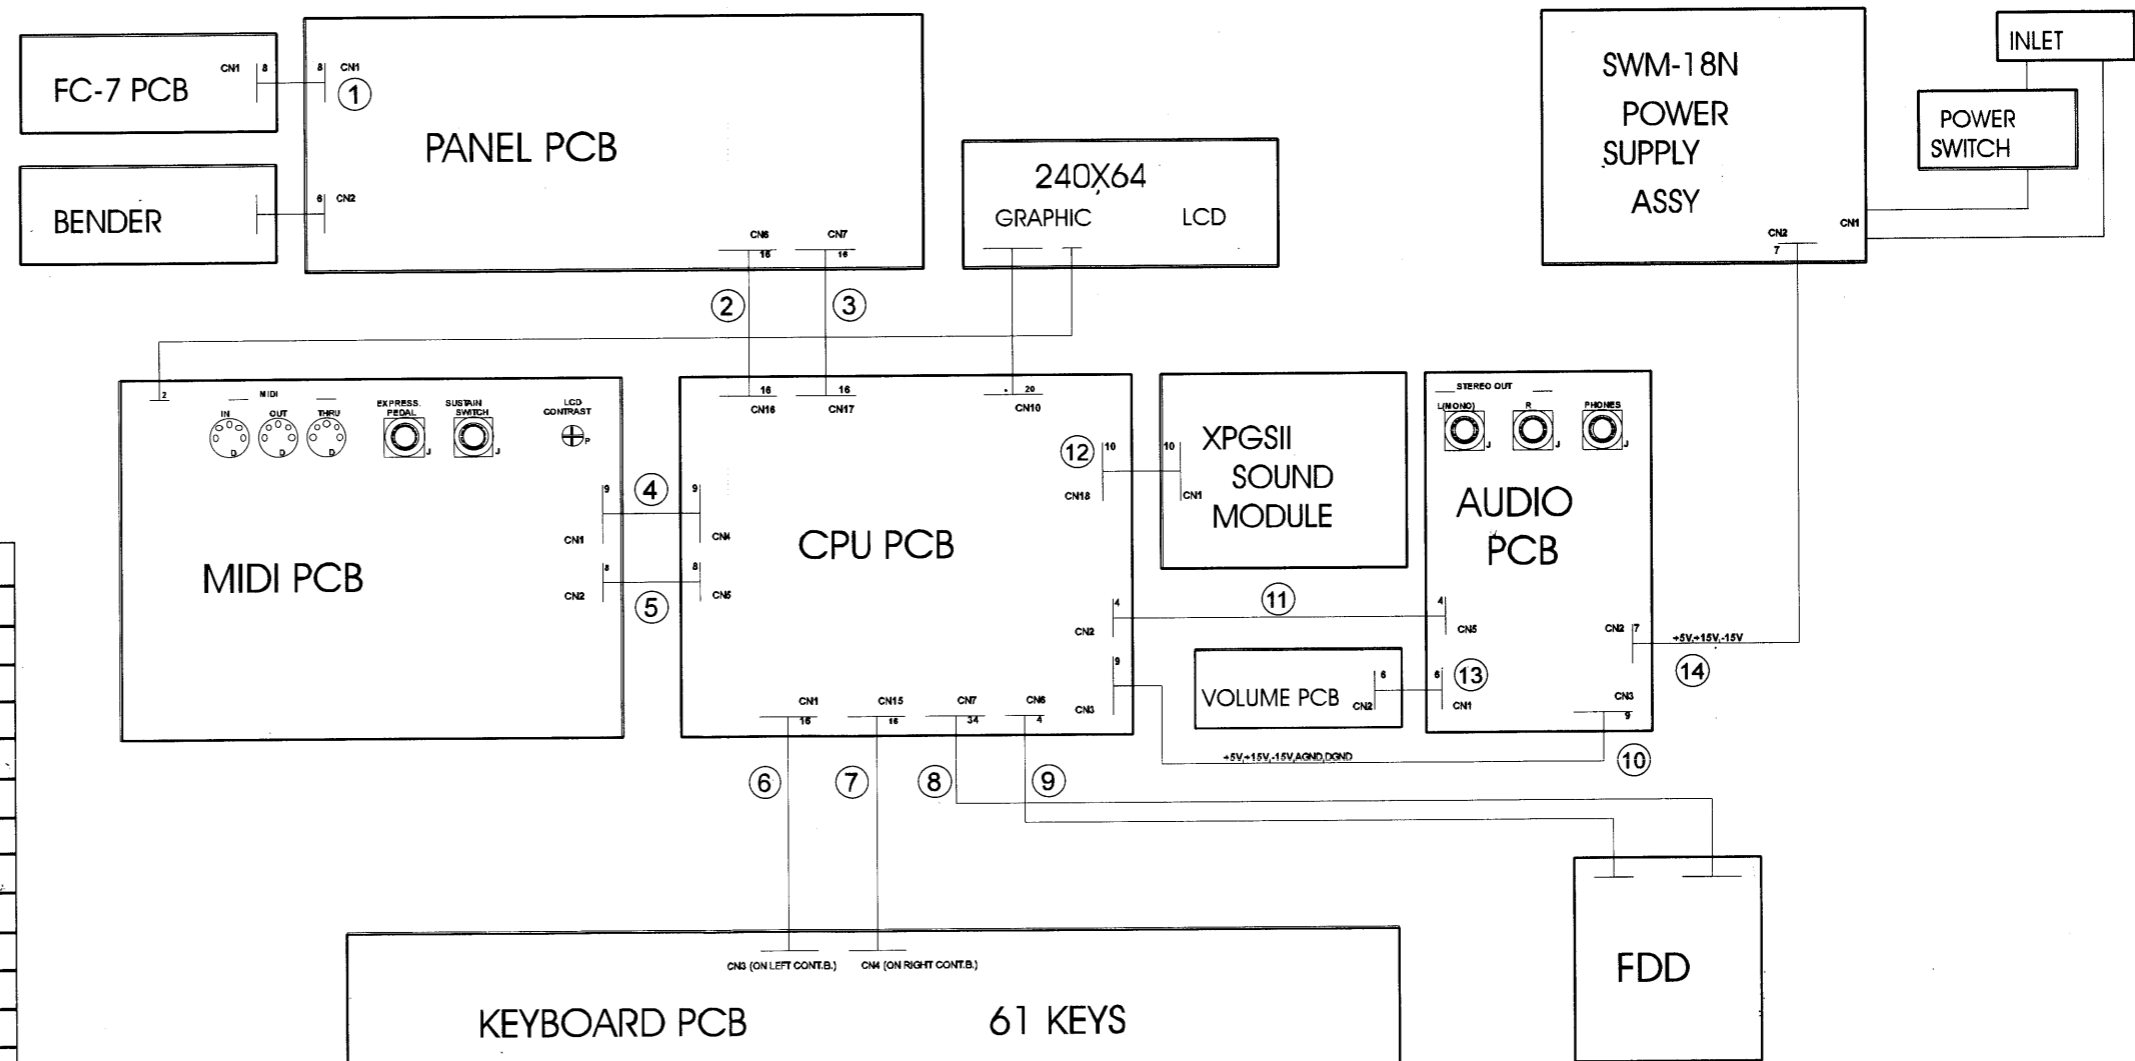 FC-7 PCB
CN1 8
8 CN1
1
BENDER
6 CN2
PANEL PCB
CN6
16
CN7
16
2
3
240X64
GRAPHIC LCD
SWM-18N
POWER
SUPPLY
ASSY
CN2
7
CN1
INLET
POWER
SWITCH
2
MIDI
IN OUT THRU
D D D
EXPRESS.
PEDAL
J
SUSTAIN
SWITCH
J
LCD
CONTRAST
P
MIDI PCB
9
CN1
8
CN2
4
5
16
CN16
16
CN17
20
CN10
9
CN4
8
CN5
CPU PCB
12
10
CN18
10
CN1
XPGSII
SOUND
MODULE
4
CN2
9
CN3
11
CN1
16
CN15
16
CN7
34
CN6
4
STEREO OUT
L(MONO) R PHONES
J J J
AUDIO
PCB
4
CN5
CN2 7
+5V,+15V,-15V
14
VOLUME PCB
6
CN2
6
CN1
13
CN3
9
+5V,+15V,-15V,AGND,DGND
10
6
7
8
9
CN3 (ON LEFT CONT.B.) CN4 (ON RIGHT CONT.B.)
KEYBOARD PCB 61 KEYS
FDD